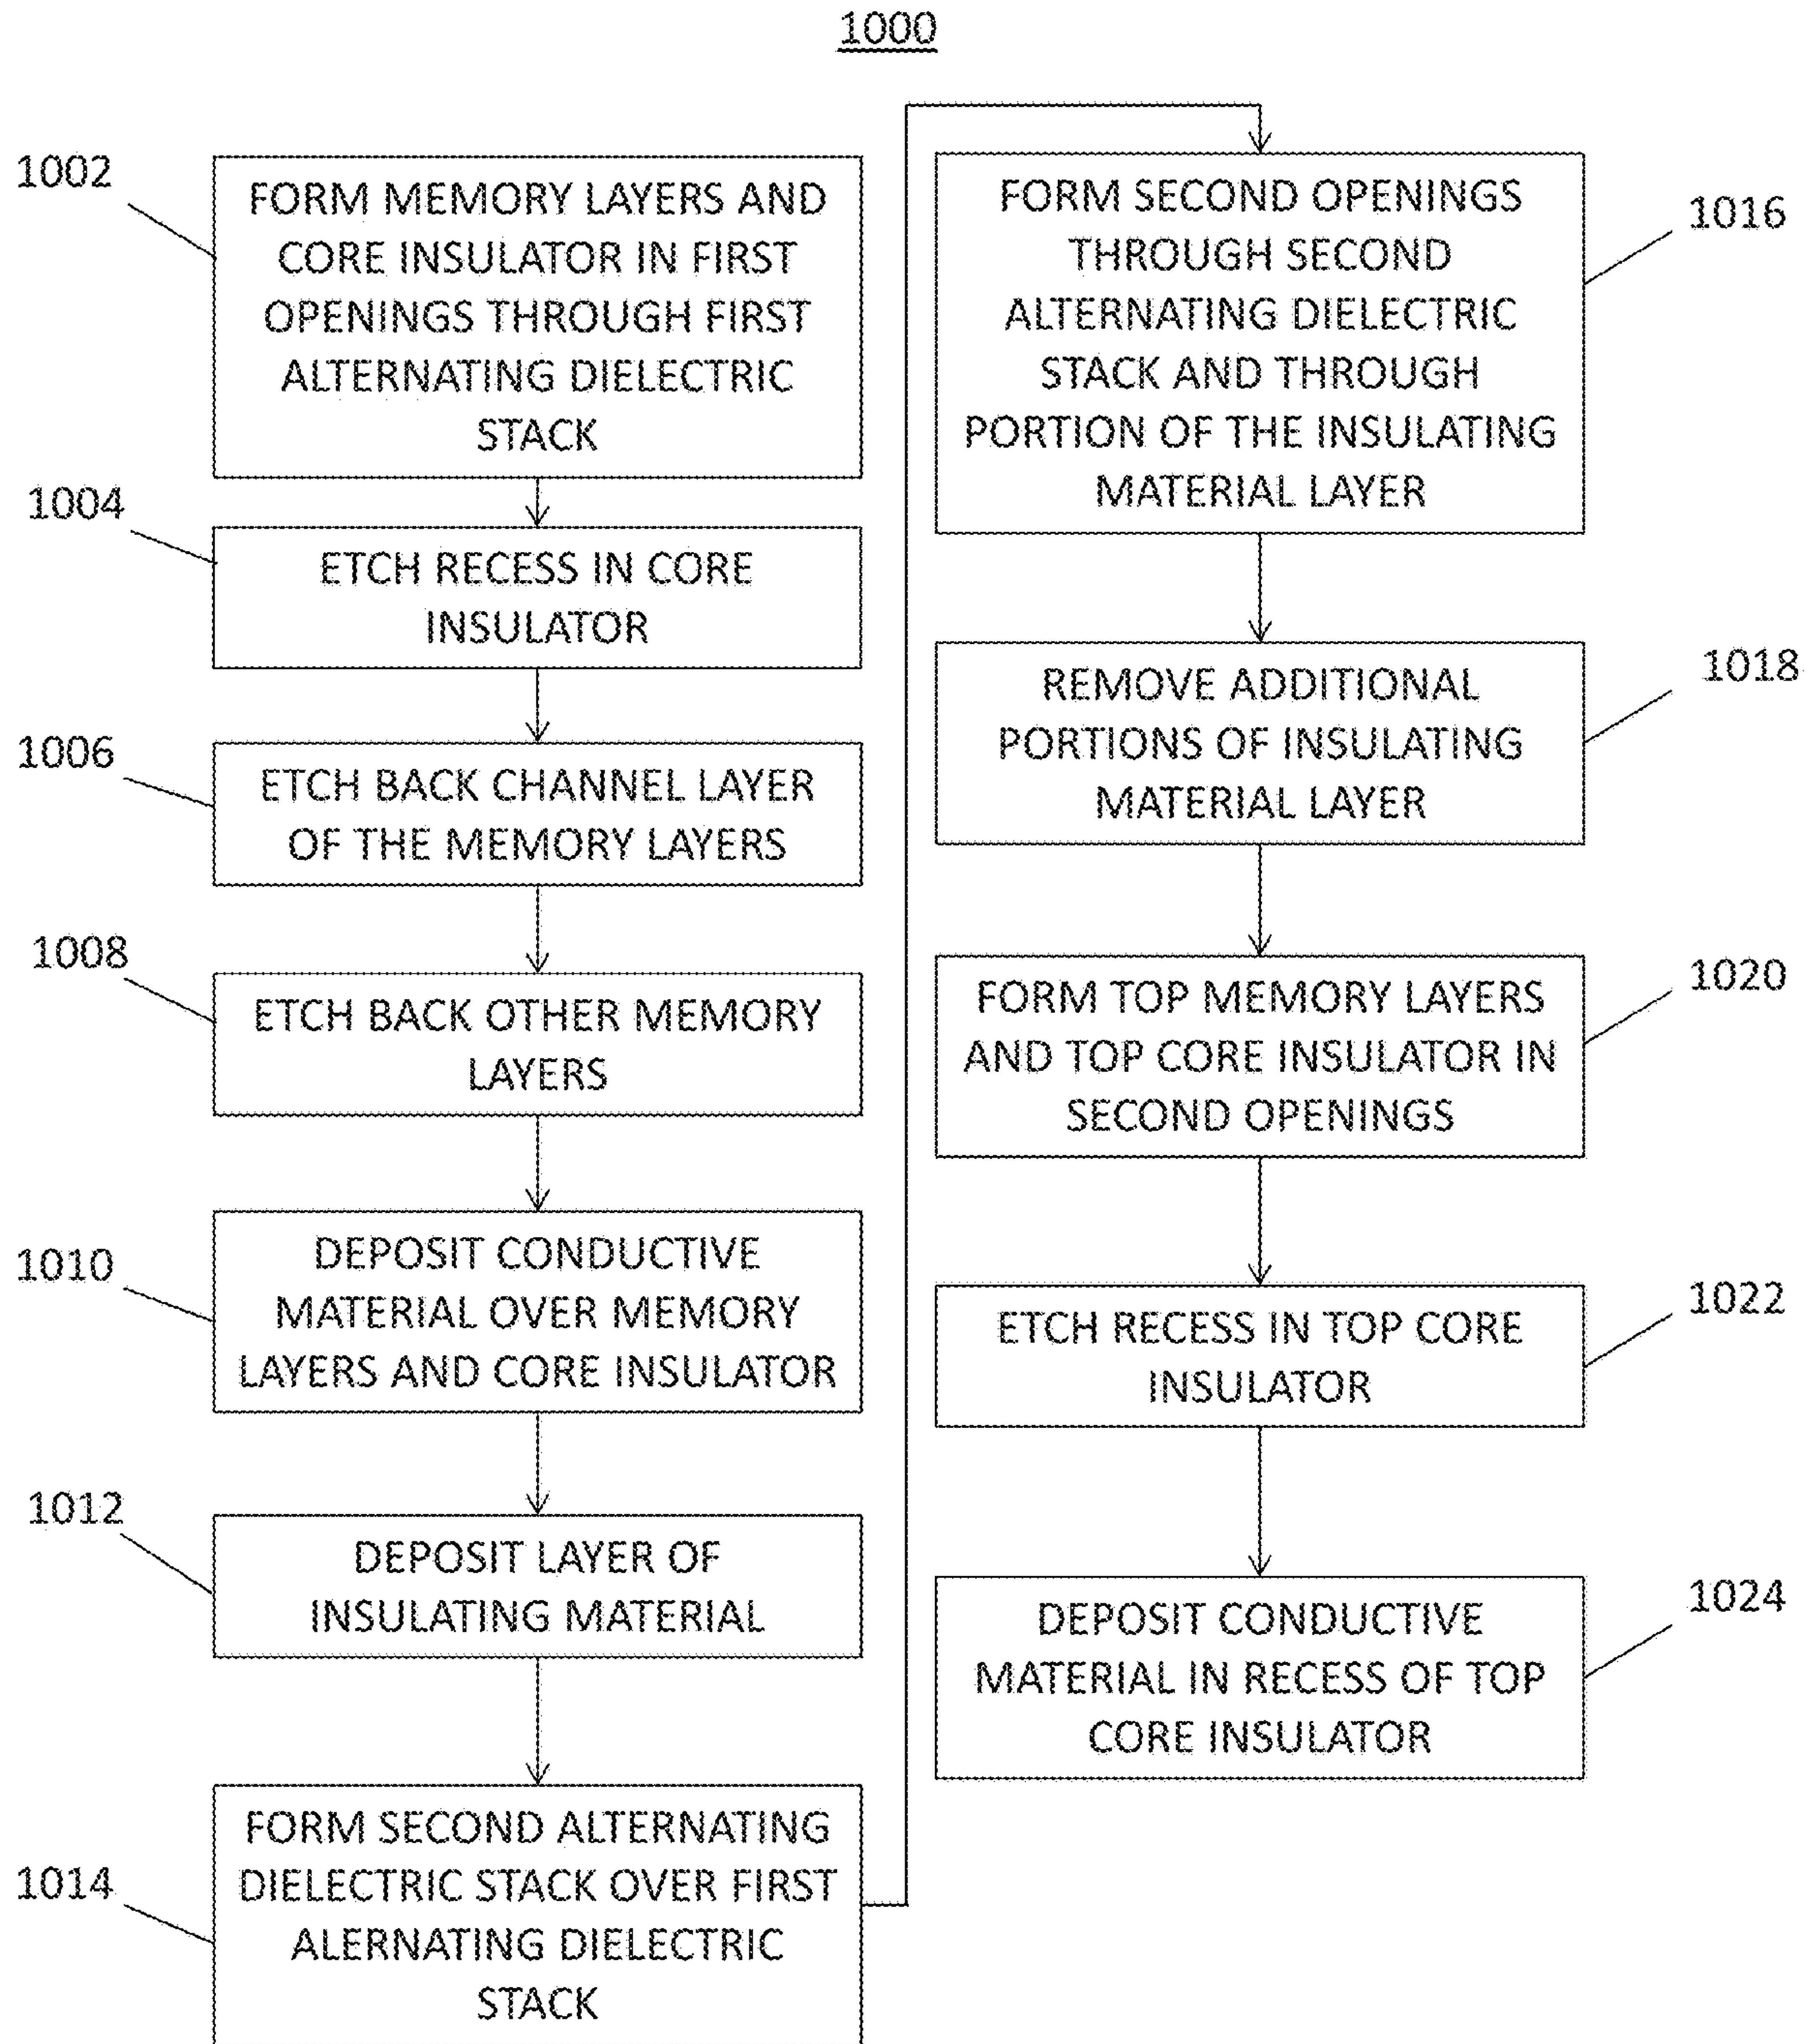 1000
1002
FORM MEMORY LAYERS AND
CORE INSULATOR IN FIRST
OPENINGS THROUGH FIRST
ALTERNATING DIELECTRIC
STACK
1004
ETCH RECESS IN CORE
INSULATOR
1006
ETCH BACK CHANNEL LAYER
OF THE MEMORY LAYERS
1008
ETCH BACK OTHER MEMORY
LAYERS
1010
DEPOSIT CONDUCTIVE
MATERIAL OVER MEMORY
LAYERS AND CORE INSULATOR
1012
DEPOSIT LAYER OF
INSULATING MATERIAL
1014
FORM SECOND ALTERNATING
DIELECTRIC STACK OVER FIRST
ALERNATING DIELECTRIC
STACK
1016
FORM SECOND OPENINGS
THROUGH SECOND
ALTERNATING DIELECTRIC
STACK AND THROUGH
PORTION OF THE INSULATING
MATERIAL LAYER
1018
REMOVE ADDITIONAL
PORTIONS OF INSULATING
MATERIAL LAYER
1020
FORM TOP MEMORY LAYERS
AND TOP CORE INSULATOR IN
SECOND OPENINGS
1022
ETCH RECESS IN TOP CORE
INSULATOR
1024
DEPOSIT CONDUCTIVE
MATERIAL IN RECESS OF TOP
CORE INSULATOR